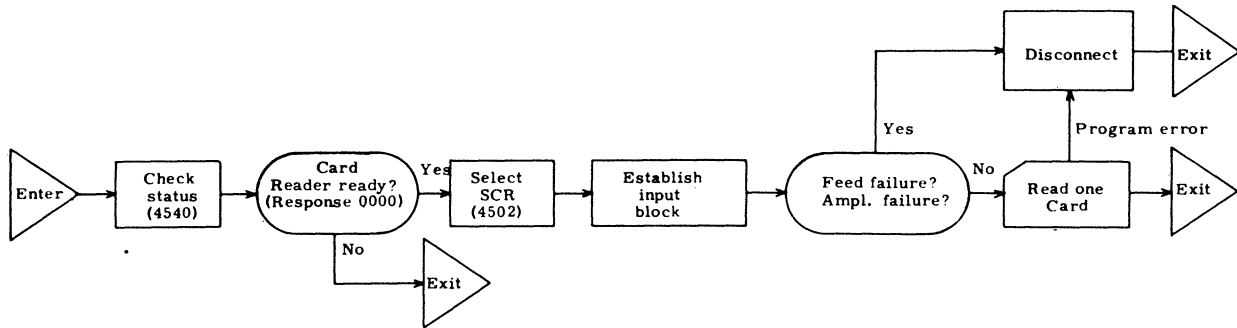 Enter
Check
status
(4540)
Card
Reader ready?
(Response 0000)
Yes
No
Exit
Select
SCR
(4502)
Establish
input
block
Feed failure?
Ampl. failure?
Yes
No
Disconnect
Exit
Program error
Read one
Card
Exit